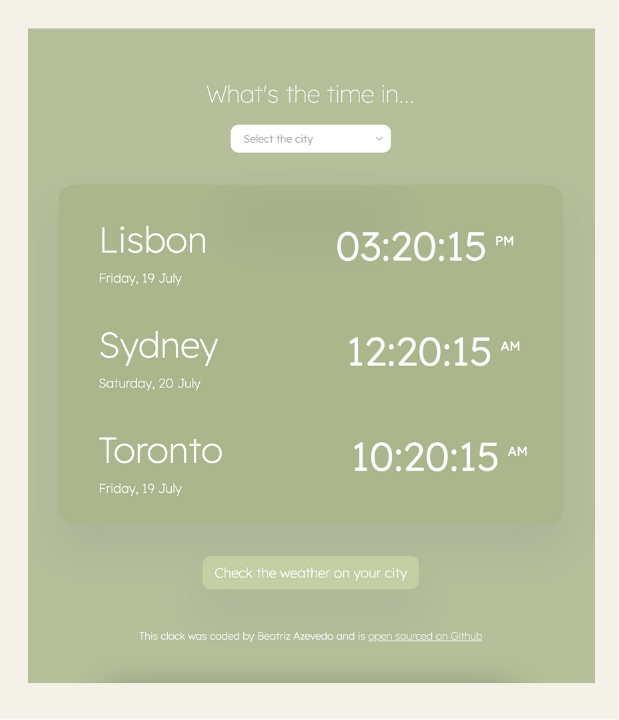 What's the time in...
Select the city
Lisbon
03:20:15 PM
Friday, 19 July
Sydney
12:20:15 AM
Saturday, 20 July
Toronto
10:20:15 AM
Friday, 19 July
Check the weather on your city
This clock was coded by Beatriz Azevedo and is open sourced on Github